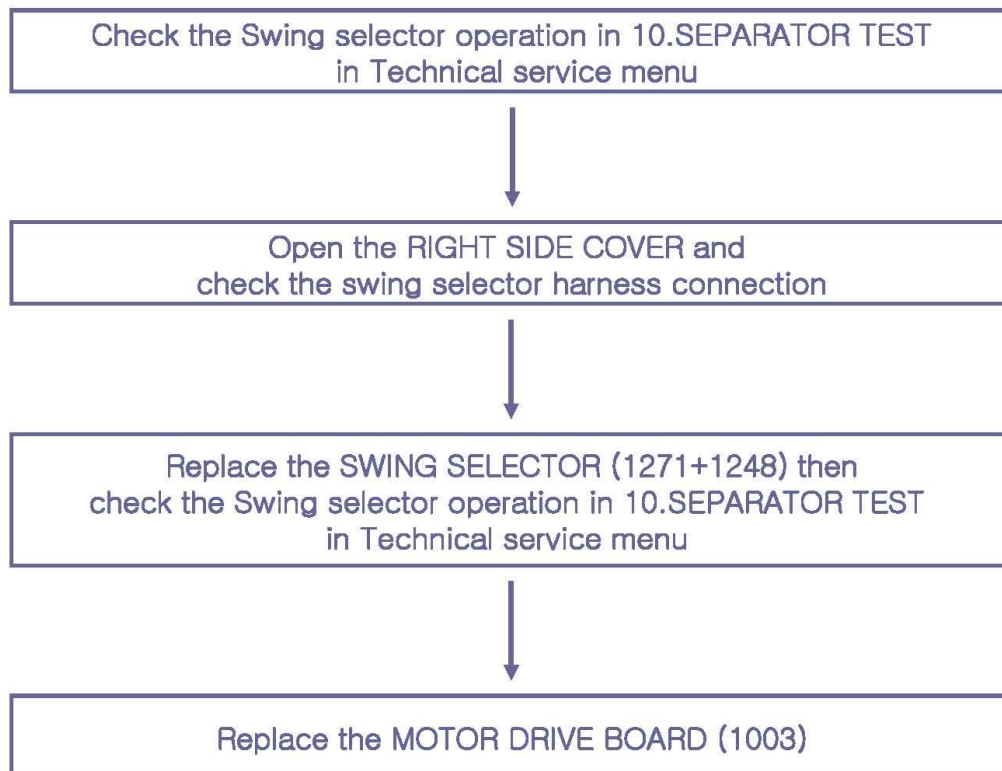 Check the Swing selector operation in 10.SEPARATOR TEST
in Technical service menu
Open the RIGHT SIDE COVER and
check the swing selector harness connection
Replace the SWING SELECTOR (1271+1248) then
check the Swing selector operation in 10.SEPARATOR TEST
in Technical service menu
Replace the MOTOR DRIVE BOARD (1003)